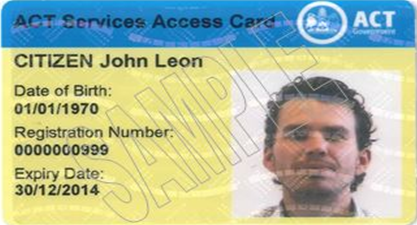 ACT Services Access Card
ACT
Government
CITIZEN John Leon
Date of Birth:
01/01/1970
Registration Number:
0000000999
Expiry Date:
30/12/2014
SAMPLE